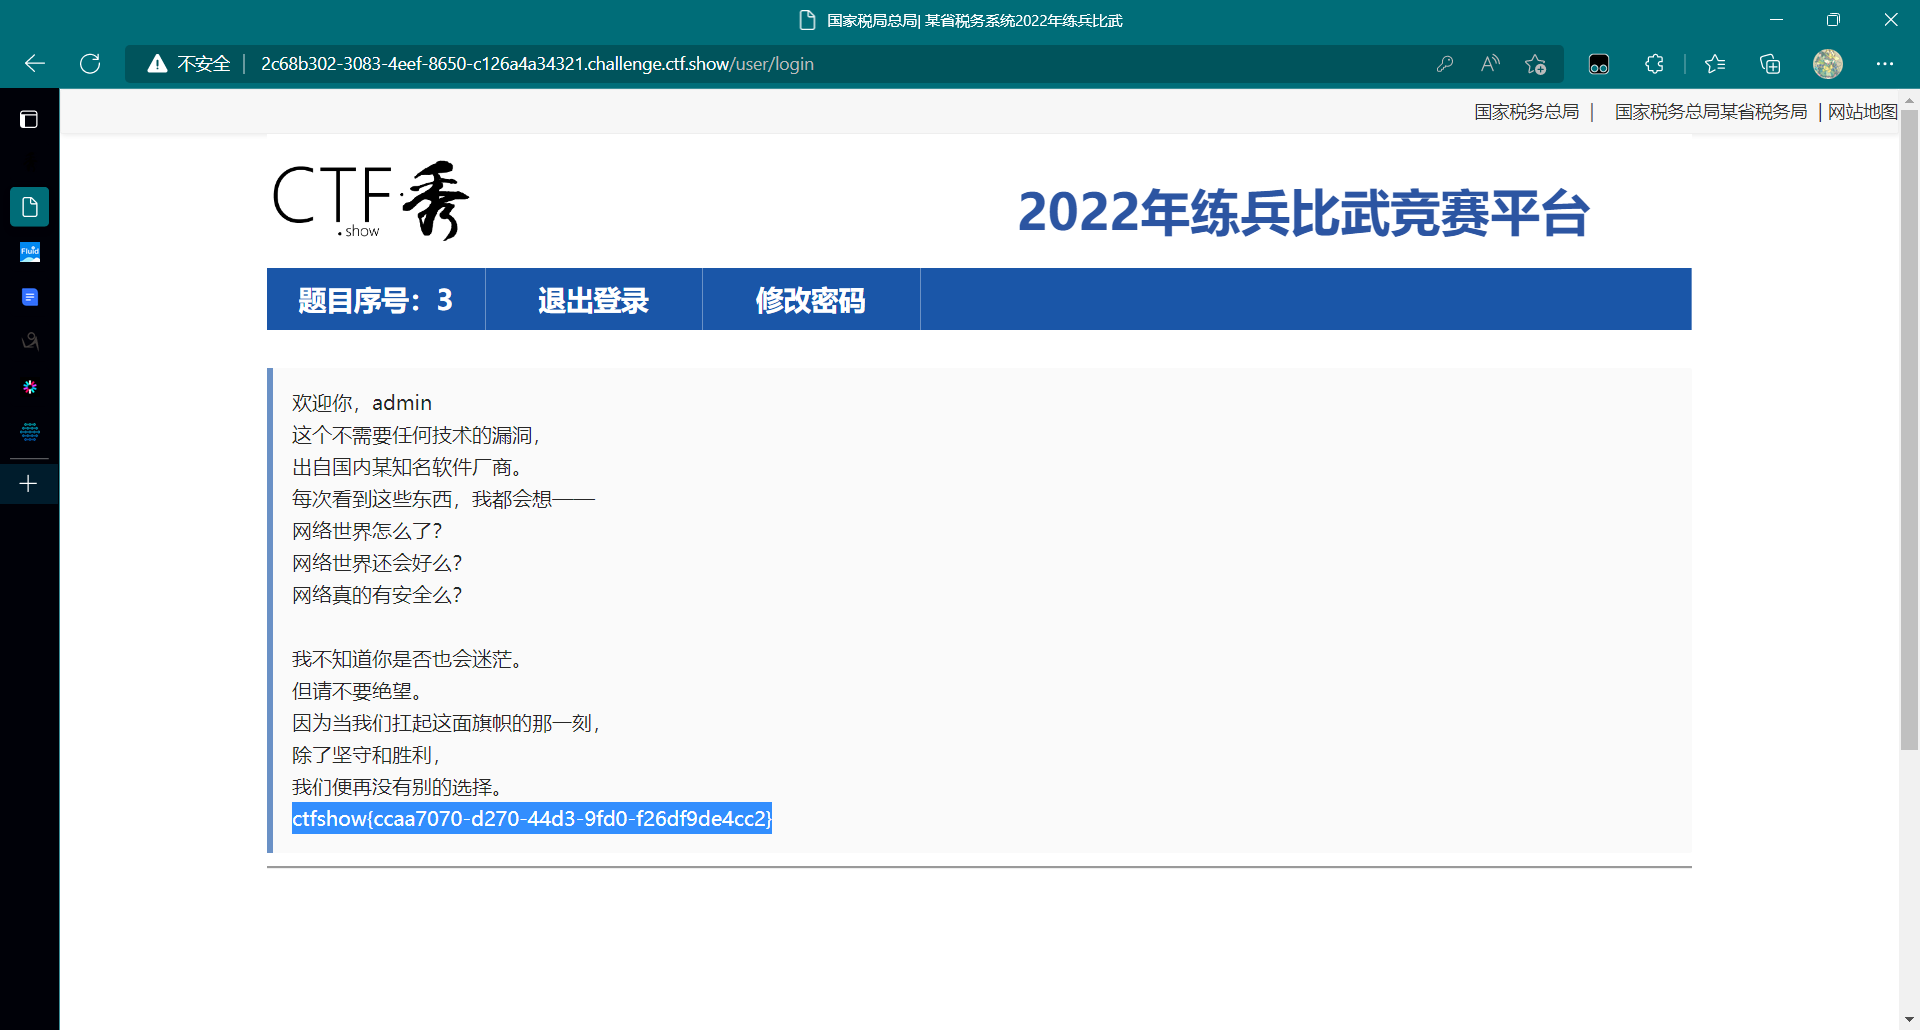 国家税局总局| 某省税务系统2022年练兵比武
不安全 | 2c68b302-3083-4eef-8650-c126a4a34321.challenge.ctf.show/user/login
国家税务总局 | 国家税务总局某省税务局 | 网站地图
Fluid
CTF.show 秀
2022年练兵比武竞赛平台
题目序号：3 退出登录 修改密码
欢迎你，admin
这个不需要任何技术的漏洞，
出自国内某知名软件厂商。
每次看到这些东西，我都会想——
网络世界怎么了？
网络世界还会好么？
网络真的有安全么？
我不知道你是否也会迷茫。
但请不要绝望。
因为当我们扛起这面旗帜的那一刻，
除了坚守和胜利，
我们便再没有别的选择。
ctfshow{ccaa7070-d270-44d3-9fd0-f26df9de4cc2}